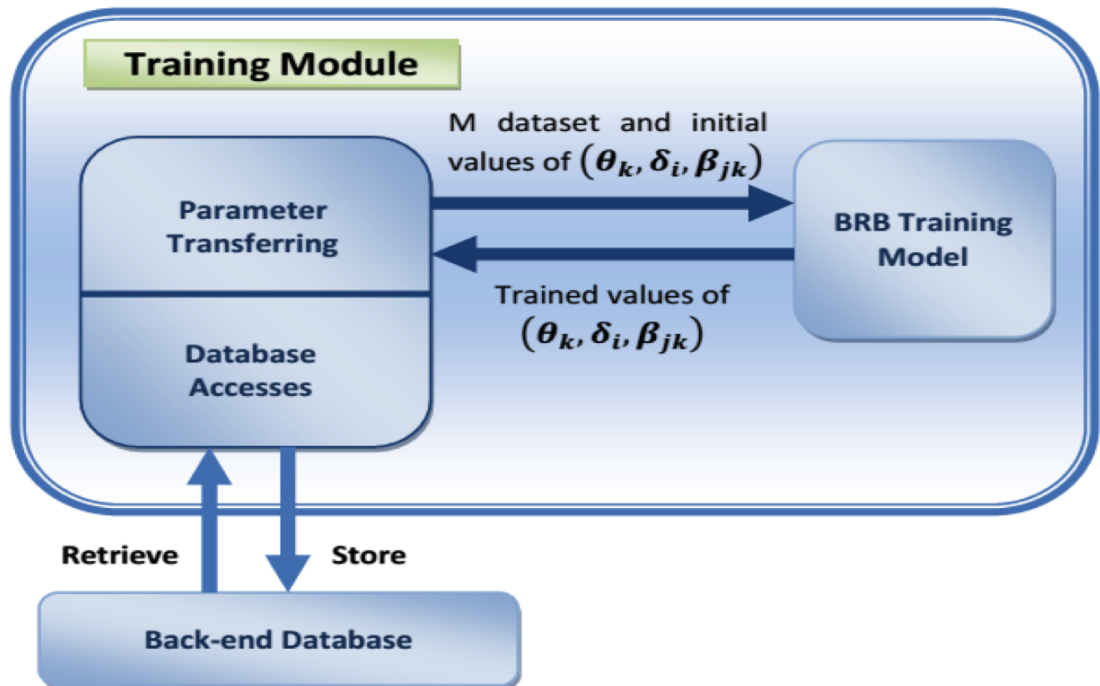 Training Module
M dataset and initial
values of (θₖ, δᵢ, βⱼₖ)
Parameter
Transferring
BRB Training
Model
Trained values of
(θₖ, δᵢ, βⱼₖ)
Database
Accesses
Retrieve
Store
Back-end Database